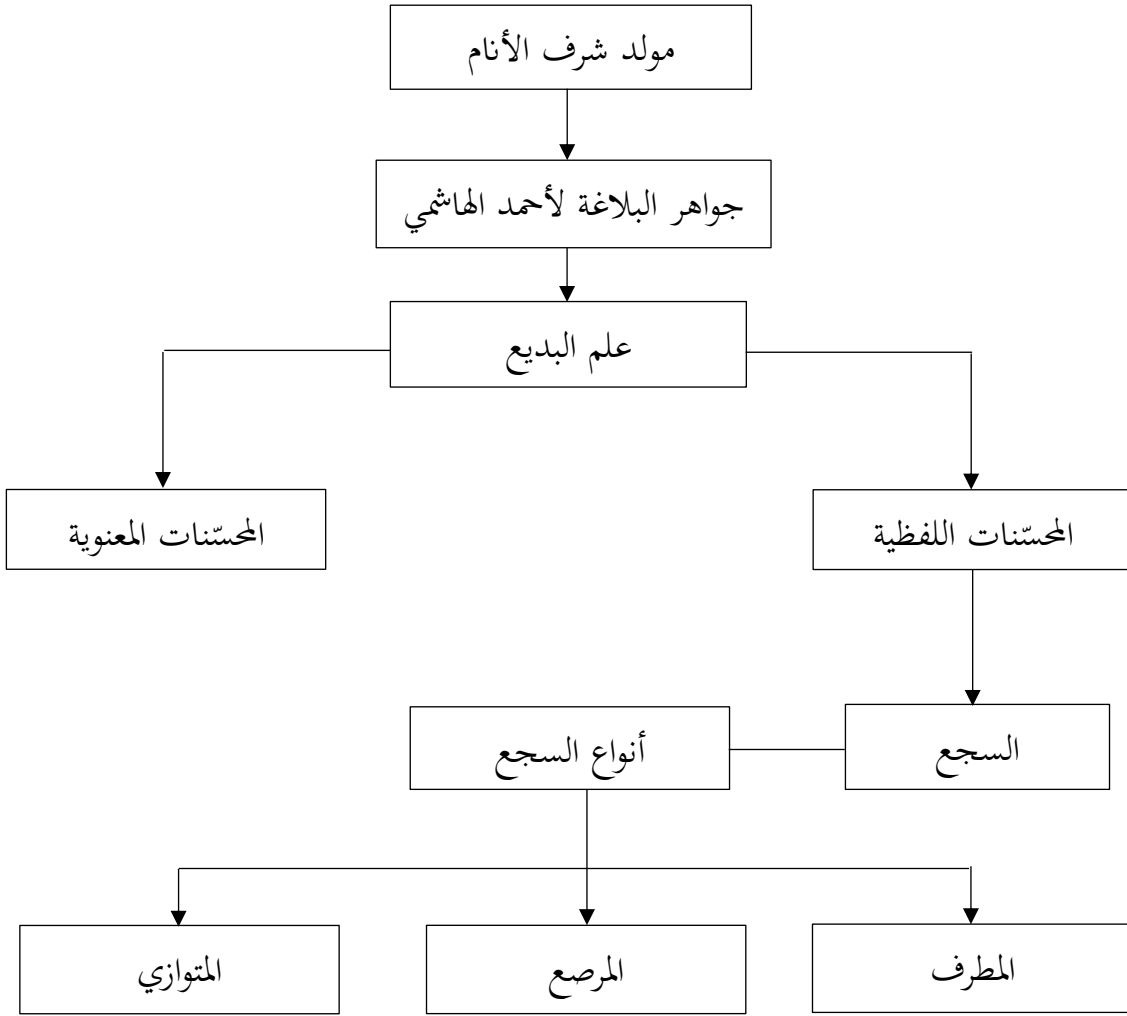 مولد شرف الأنام
جواهر البلاغة لأحمد الهاشمي
علم البديع
المحسّنات اللفظية
المحسّنات المعنوية
السجع
أنواع السجع
المطرف
المرصع
المتوازي